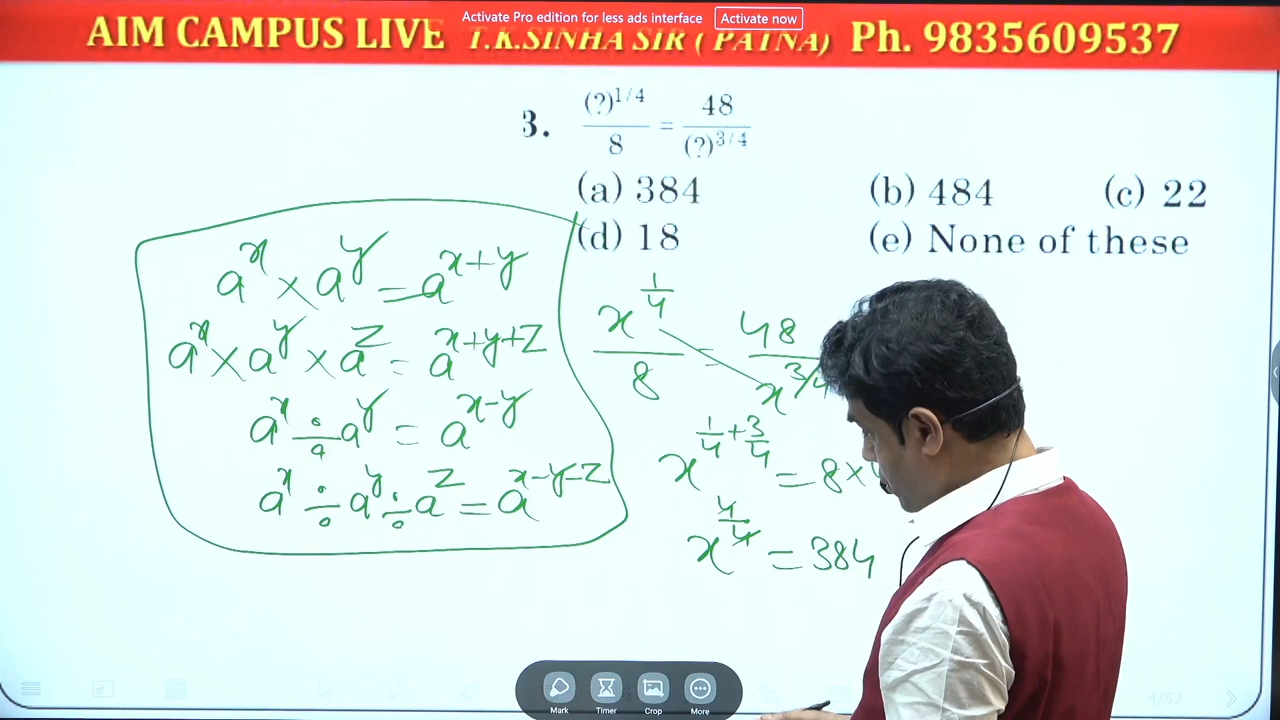 Activate Pro edition for less ads interface Activate now
AIM CAMPUS LIVE T.K.SINHA SIR ( PATNA) Ph. 9835609537
3. (?)^1/4 / 8 = 48 / (?)^3/4
(a) 384 (b) 484 (c) 22
(d) 18 (e) None of these
a^x × a^y = a^x+y
a^x × a^y × a^z = a^x+y+z
a^x ÷ a^y = a^x-y
a^x ÷ a^y ÷ a^z = a^x-y-z
x^1/4 / 8 = 48 / x^3/4
x^1/4+3/4 = 8×
x^4/4 = 384
Mark Timer Crop More
4/52